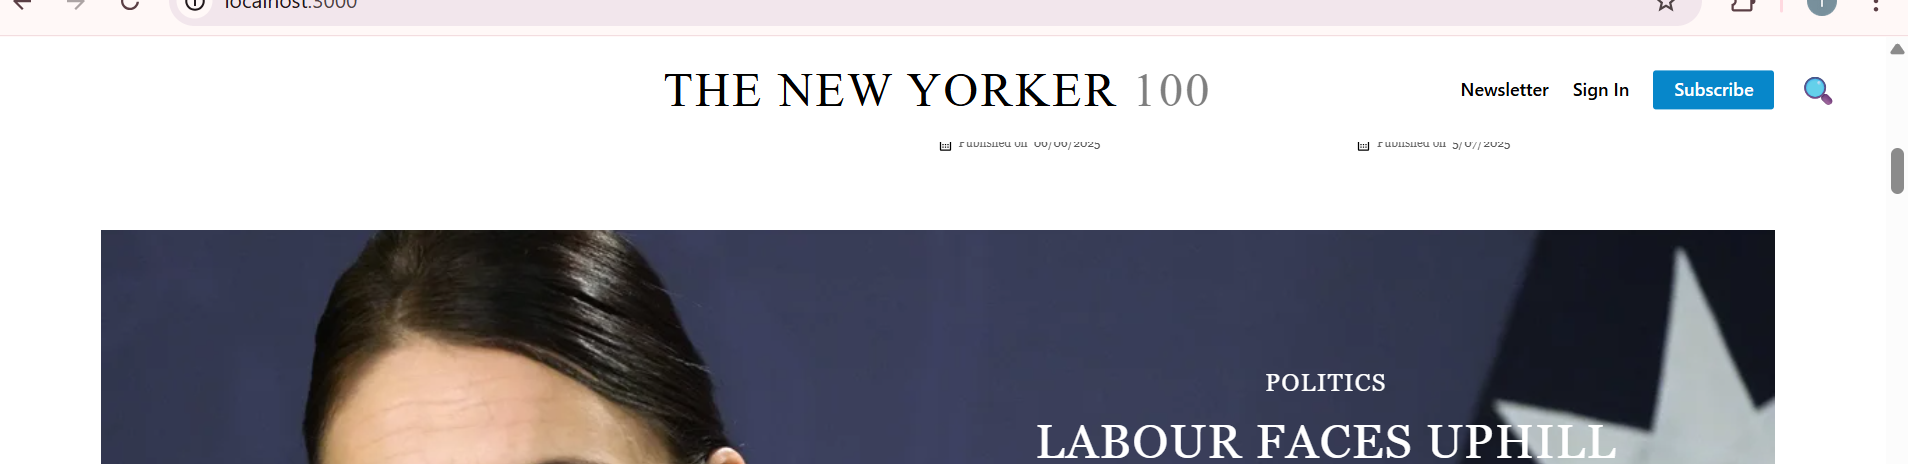 localhost:3000
THE NEW YORKER 100
Newsletter Sign In Subscribe
Published on 06/06/2025 Published on 5/07/2025
POLITICS
LABOUR FACES UPHILL